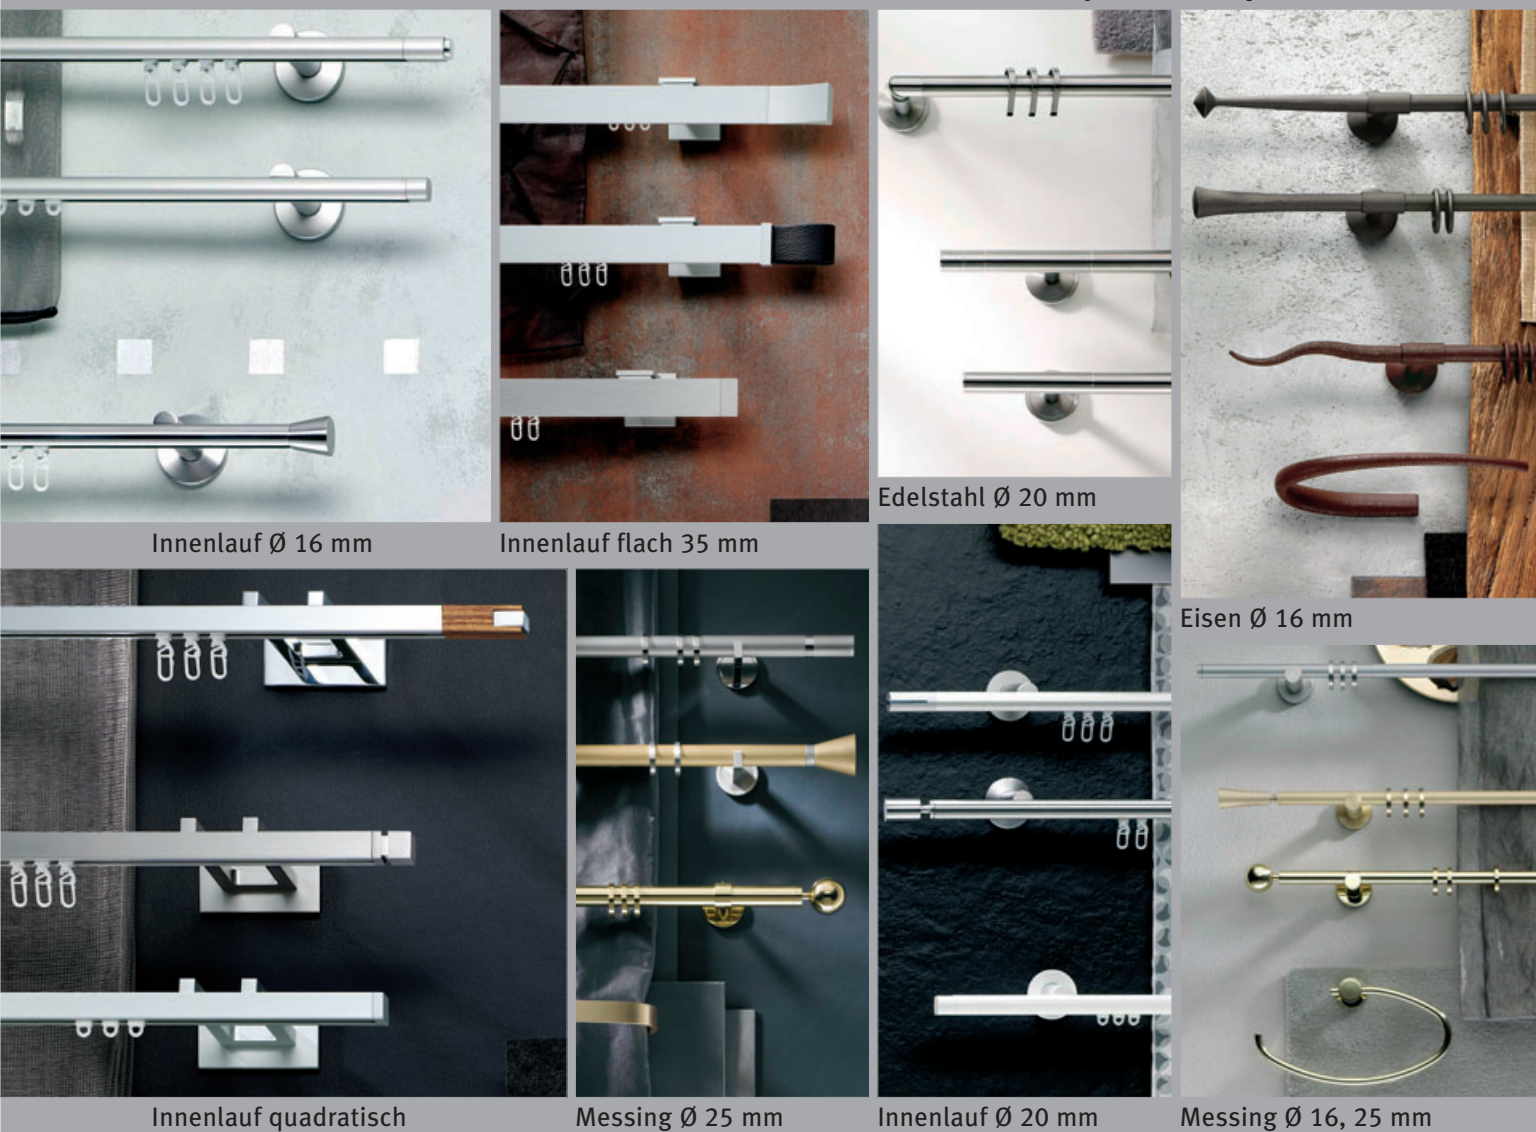 Innenlauf Ø 16 mm
Innenlauf flach 35 mm
Edelstahl Ø 20 mm
Eisen Ø 16 mm
Innenlauf quadratisch
Messing Ø 25 mm
Innenlauf Ø 20 mm
Messing Ø 16, 25 mm